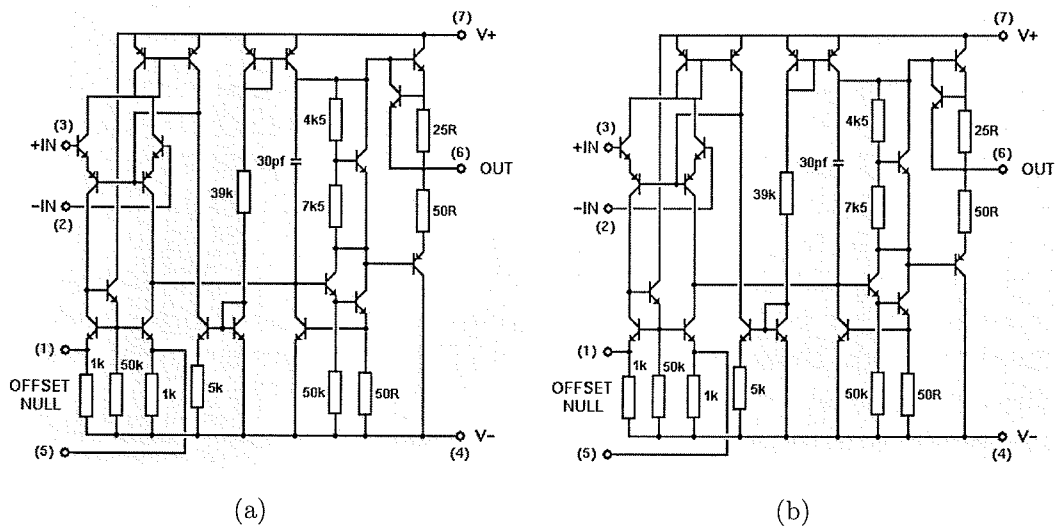 (7)
V+
4k5
25R
(3)
+IN
(6)
OUT
30pf
39k
7k5
50R
−IN
(2)
(1)
1k
50k
1k
5k
50k
50R
OFFSET
NULL
(5)
V−
(4)
(a)
(7)
V+
4k5
25R
(3)
+IN
(6)
OUT
30pf
39k
7k5
50R
−IN
(2)
(1)
1k
50k
1k
5k
50k
50R
OFFSET
NULL
(5)
V−
(4)
(b)